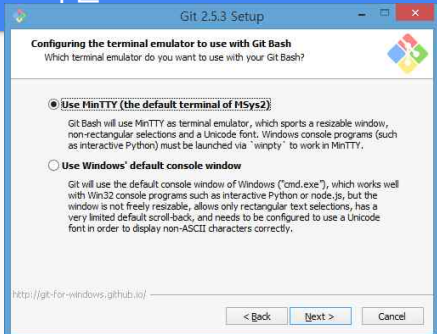 Git 2.5.3 Setup
Configuring the terminal emulator to use with Git Bash
Which terminal emulator do you want to use with your Git Bash?
Use MinTTY (the default terminal of MSys2)
Git Bash will use MinTTY as terminal emulator, which sports a resizable window,
non-rectangular selections and a Unicode font. Windows console programs (such
as interactive Python) must be launched via `winpty` to work in MinTTY.
Use Windows' default console window
Git will use the default console window of Windows ("cmd.exe"), which works well
with Win32 console programs such as interactive Python or node.js, but the
window is not freely resizable, allows only rectangular text selections, has a
very limited default scroll-back, and needs to be configured to use a Unicode
font in order to display non-ASCII characters correctly.
http://git-for-windows.github.io/
< Back Next > Cancel